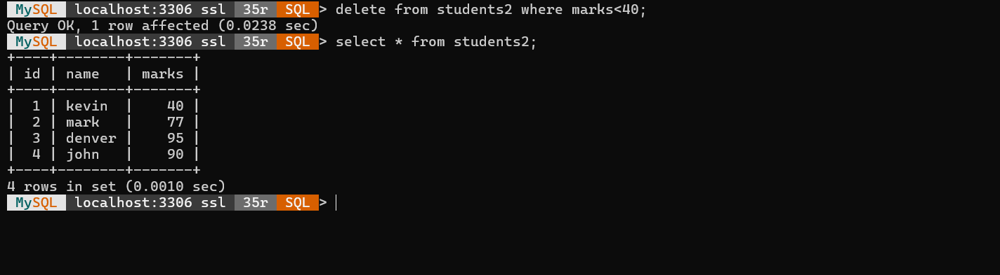 MySQL localhost:3306 ssl 35r SQL > delete from students2 where marks<40;
Query OK, 1 row affected (0.0238 sec)
MySQL localhost:3306 ssl 35r SQL > select * from students2;
+----+--------+-------+
| id | name   | marks |
+----+--------+-------+
|  1 | kevin  |    40 |
|  2 | mark   |    77 |
|  3 | denver |    95 |
|  4 | john   |    90 |
+----+--------+-------+
4 rows in set (0.0010 sec)
MySQL localhost:3306 ssl 35r SQL >